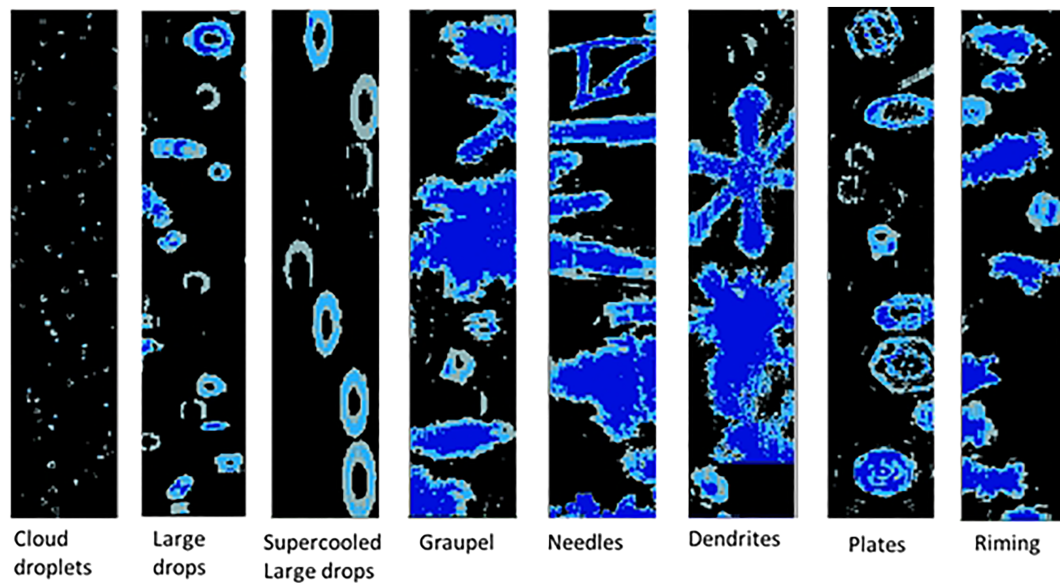 Cloud
droplets
Large
drops
Supercooled
Large drops
Graupel
Needles
Dendrites
Plates
Riming